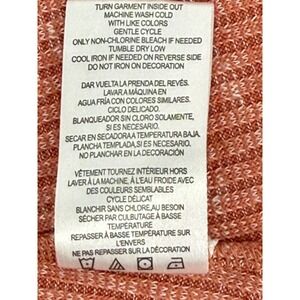 TURN GARMENT INSIDE OUT
MACHINE WASH COLD
WITH LIKE COLORS
GENTLE CYCLE
ONLY NON-CHLORINE BLEACH IF NEEDED
TUMBLE DRY LOW
COOL IRON IF NEEDED ON REVERSE SIDE
DO NOT IRON ON DECORATION
DAR VUELTA LA PRENDA DEL REVÉS.
LAVAR A MÁQUINA EN
AGUA FRÍA CON COLORES SIMILARES.
CICLO DELICADO.
BLANQUEADOR SIN CLORO SOLAMENTE,
SI ES NECESARIO.
SECAR EN SECADORA A TEMPERATURA BAJA.
PLANCHA TEMPLADA,SI ES NECESARIO.
NO PLANCHAR EN LA DECORACIÓN
VÊTEMENT TOURNEZ INTÉRIEUR HORS
LAVER À LA MACHINE, À L'EAU FROIDE AVEC
DES COULEURS SEMBLABLES
CYCLE DÉLICAT
BLANCHIR SANS CHLORE,AU BESOIN
SÉCHER PAR CULBUTAGE À BASSE
TEMPÉRATURE
REPASSER À BASSE TEMPÉRATURE SUR
L'ENVERS
NE PAS REPASSER SUR LA DÉCORATION